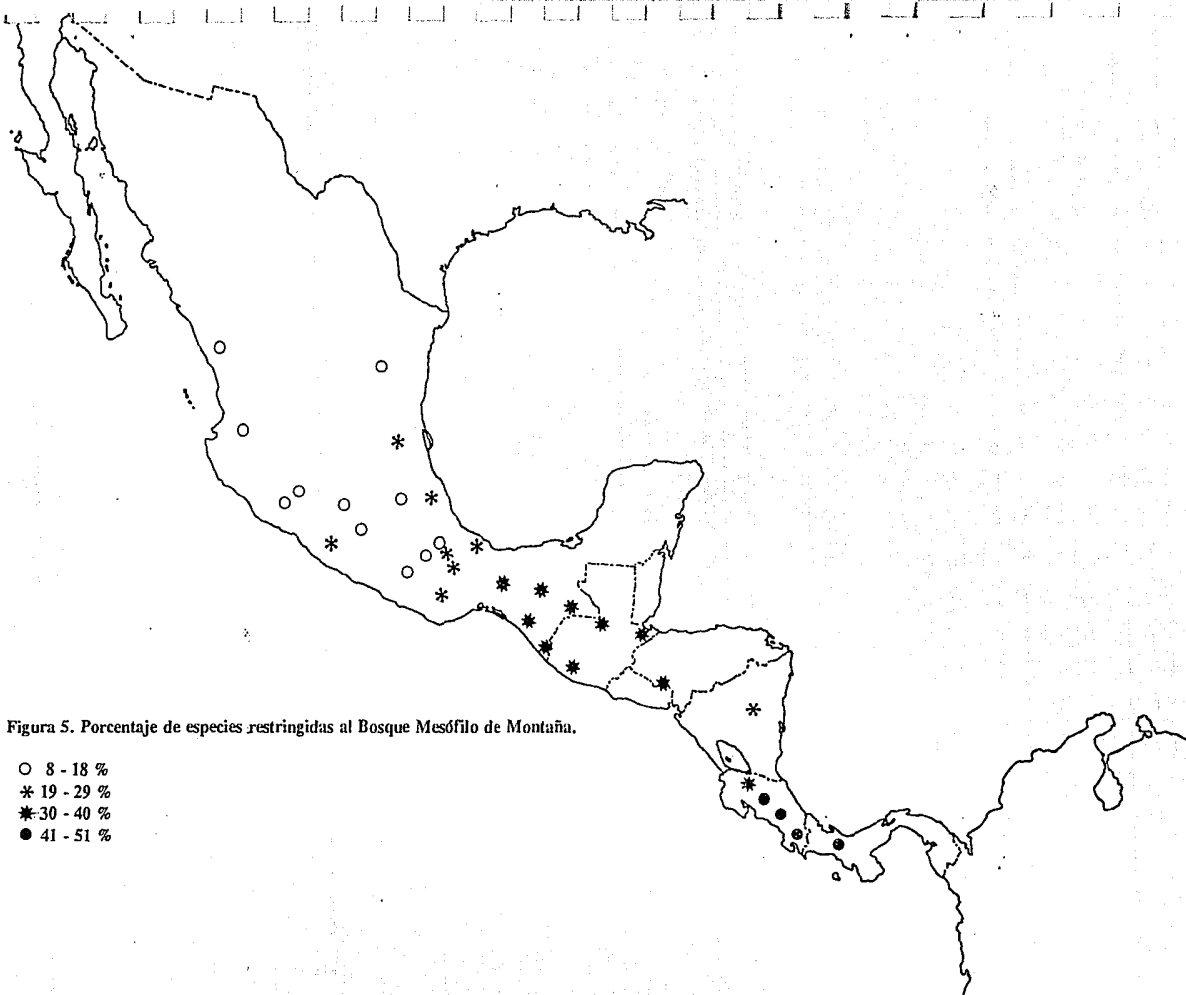 Figura 5. Porcentaje de especies restringidas al Bosque Mesófilo de Montaña.
○ 8 - 18 %
* 19 - 29 %
✷ 30 - 40 %
● 41 - 51 %